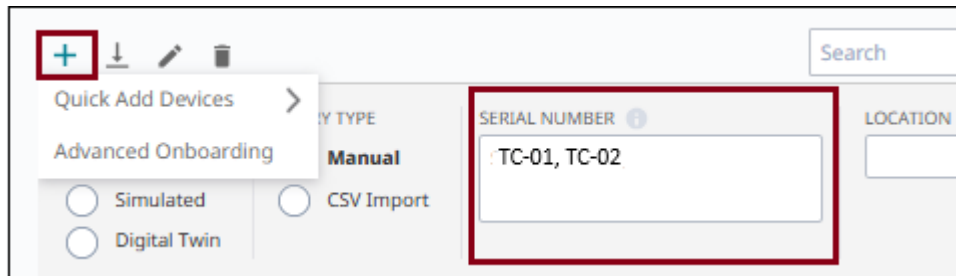 Search
Quick Add Devices
Y TYPE
SERIAL NUMBER
LOCATION
Advanced Onboarding
Manual
TC-01, TC-02
Simulated
CSV Import
Digital Twin